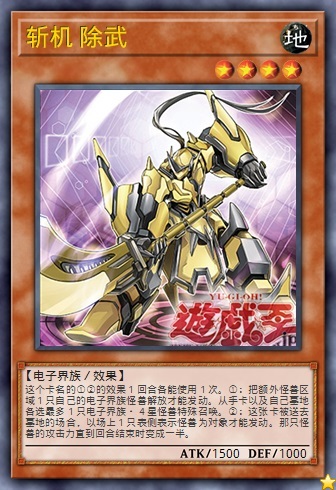 斩机 除武
地
YU-GI-OH!
遊戯王
【电子界族／效果】
这个卡名的①②的效果1回合各能使用1次。①：把额外怪兽区
域1只自己的电子界族怪兽解放才能发动。从手卡以及自己墓地
各选最多1只电子界族·4星怪兽特殊召唤。②：这张卡被送去
墓地的场合，以场上1只表侧表示怪兽为对象才能发动。那只怪
兽的攻击力直到回合结束时变成一半。
ATK/1500 DEF/1000